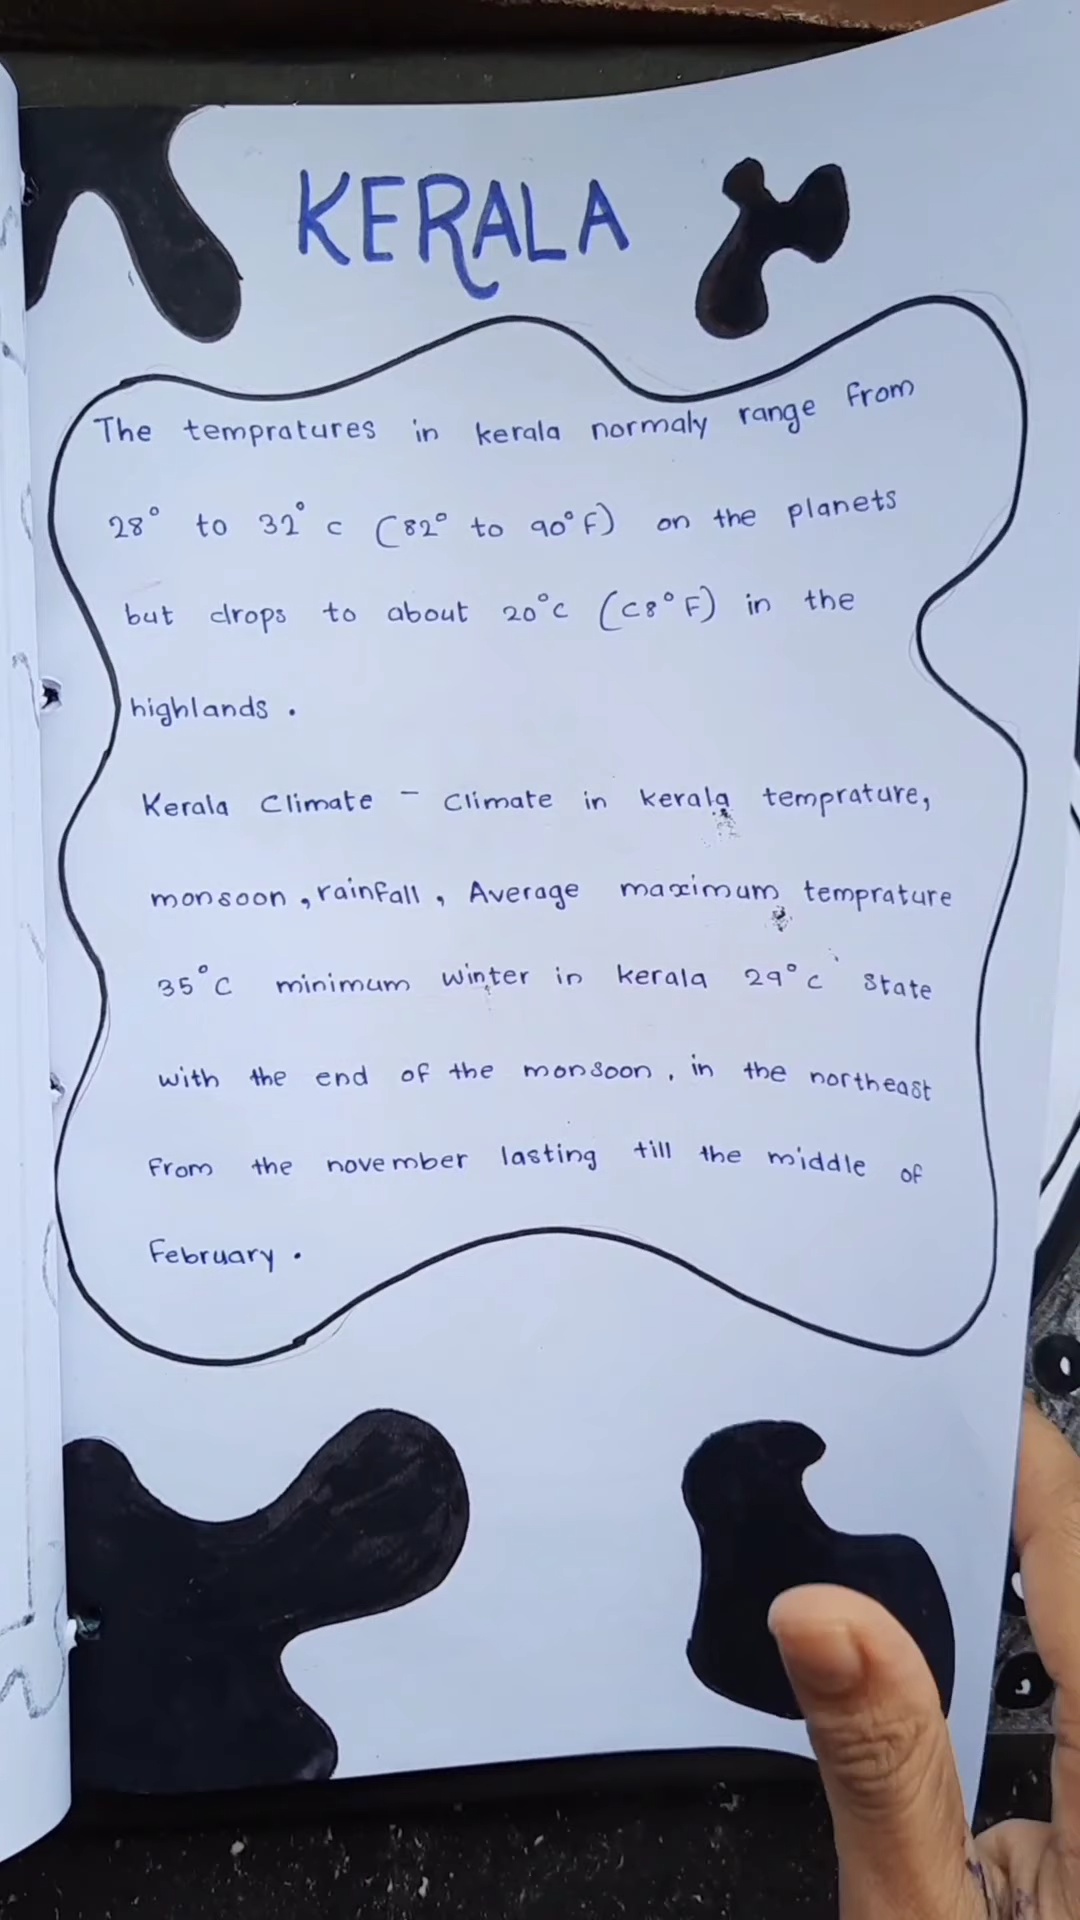 KERALA
The tempratures in kerala normaly range from
28° to 32° c (82° to 90° F) on the planets
but drops to about 20°c (c8° F) in the
highlands .
Kerala Climate - climate in kerala temprature,
monsoon , rainfall , Average maximum temprature
35°C minimum winter in kerala 29°c state
with the end of the monsoon , in the northeast
from the november lasting till the middle of
February .